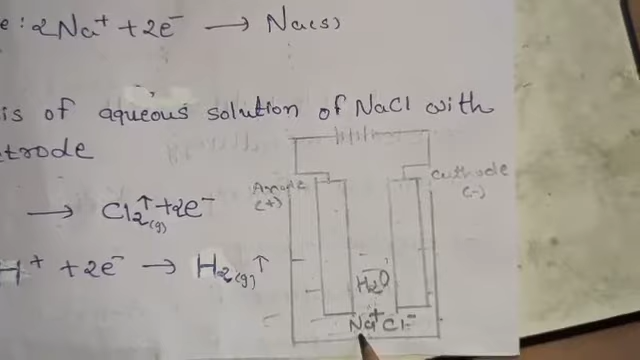 e : 2Na⁺ + 2e⁻ → Na(s)
is of aqueous solution of NaCl with
trode
Anode
(+)
Cuthode
(-)
→ Cl₂(g)↑ + 2e⁻
H⁺ + 2e⁻ → H₂(g)↑
H₂O
Na⁺Cl⁻